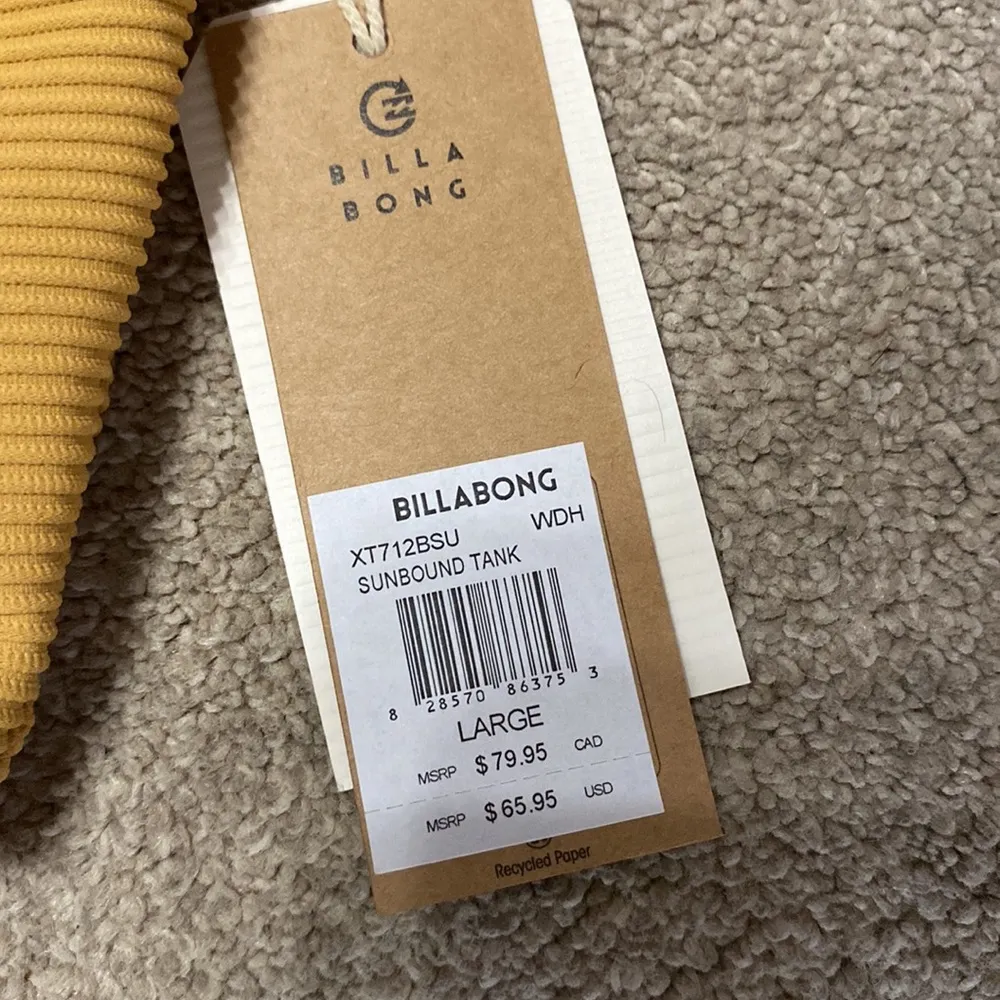 BILLA
BONG
BILLABONG
XT712BSU WDH
SUNBOUND TANK
8 28570 86375 3
LARGE
MSRP $79.95 CAD
MSRP $65.95 USD
Recycled Paper